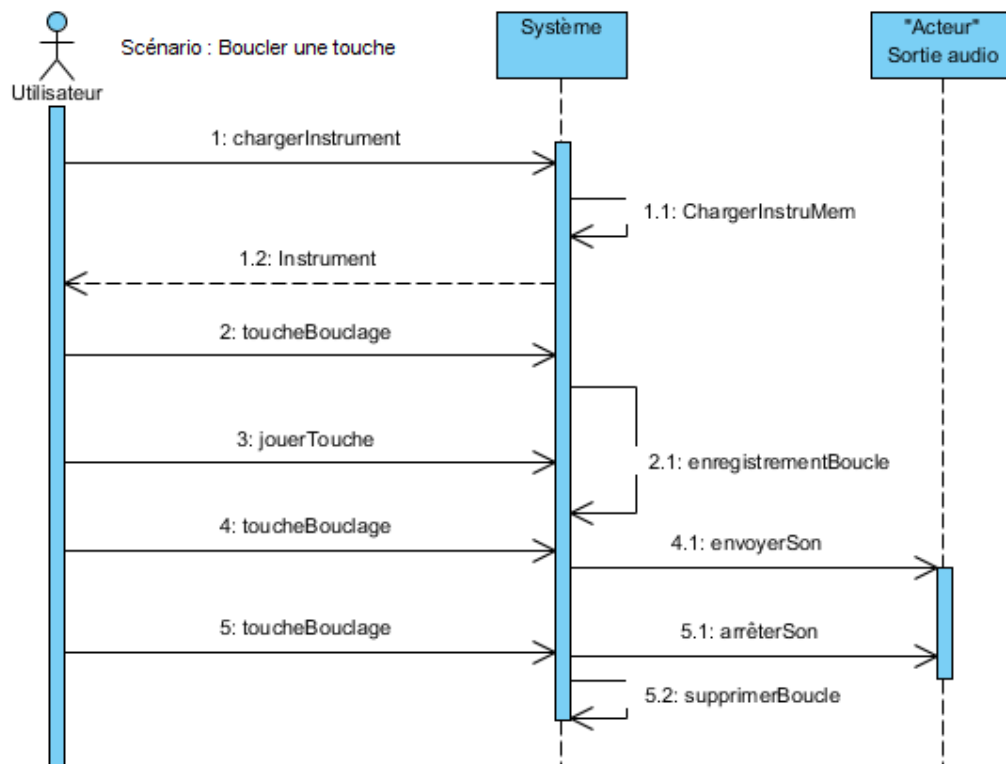 Scénario : Boucler une touche
Utilisateur
Système
"Acteur"
Sortie audio
1: chargerInstrument
1.1: ChargerInstruMem
1.2: Instrument
2: toucheBouclage
3: jouerTouche
2.1: enregistrementBoucle
4: toucheBouclage
4.1: envoyerSon
5: toucheBouclage
5.1: arrêterSon
5.2: supprimerBoucle